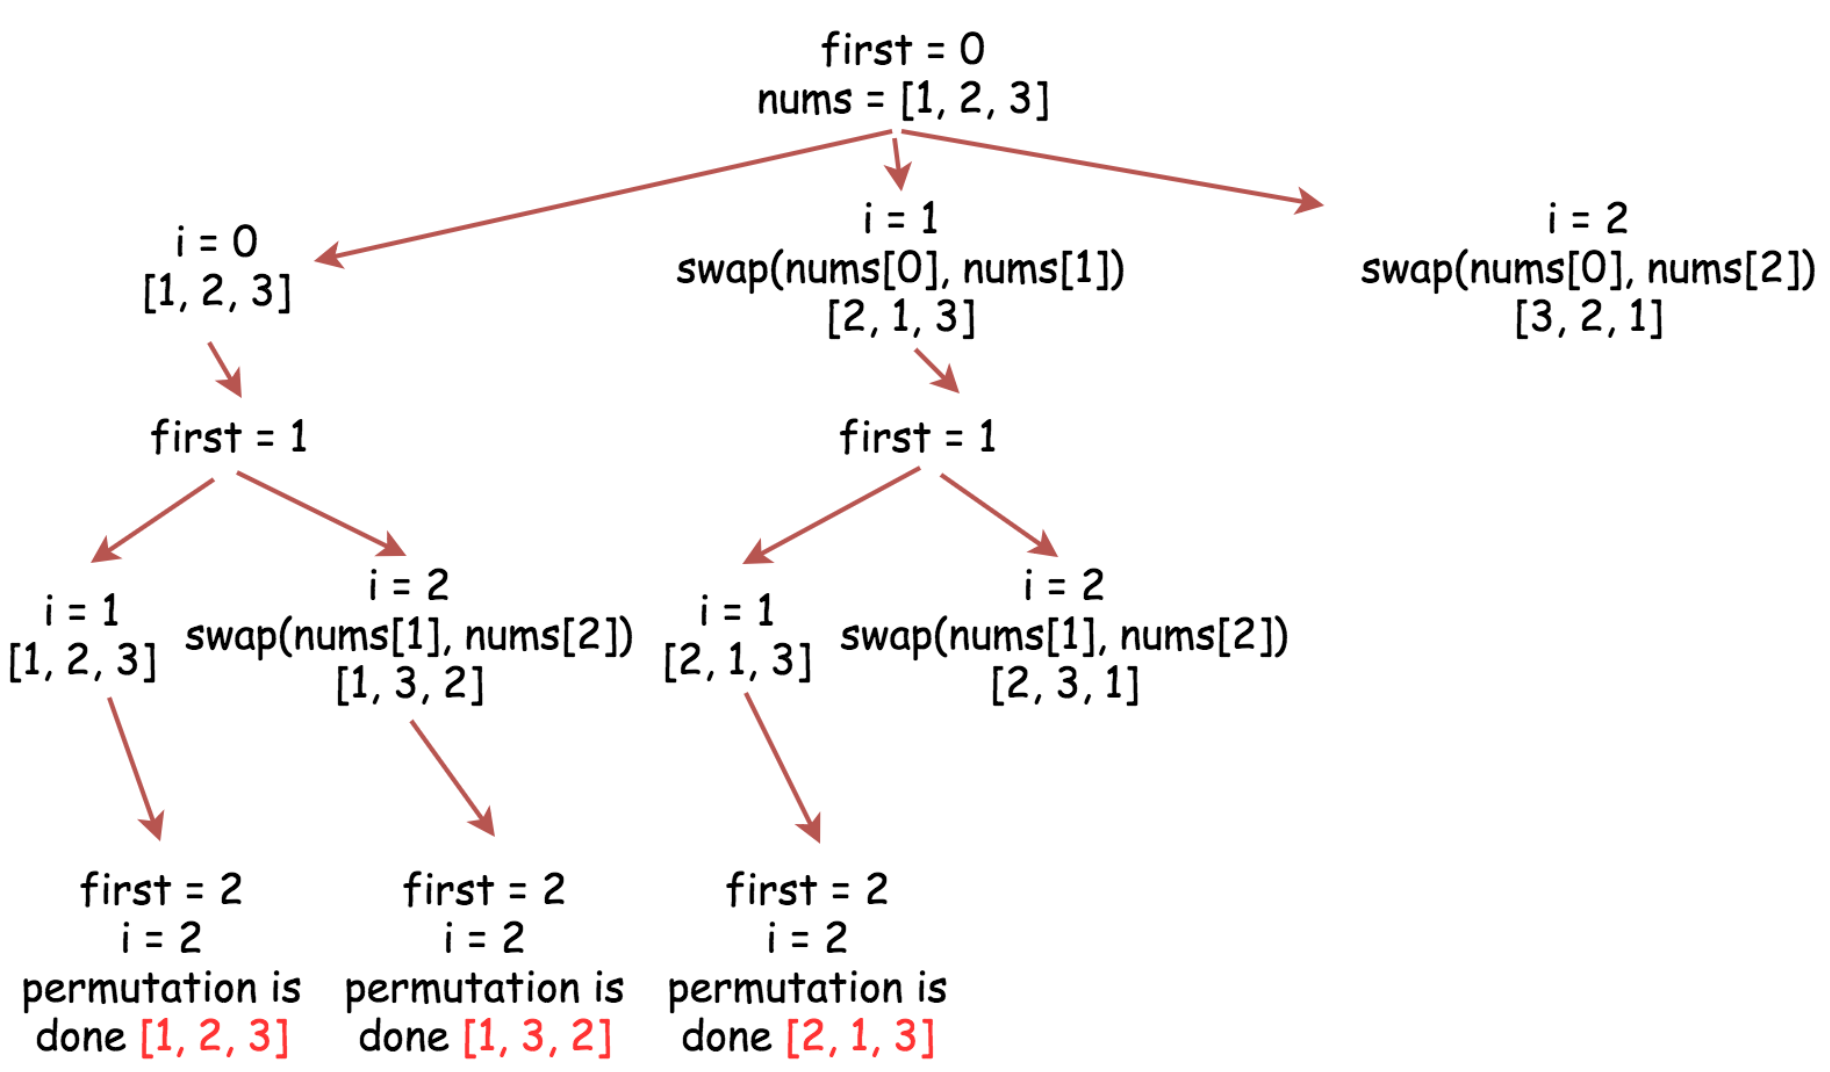 first = 0
nums = [1, 2, 3]
i = 0
[1, 2, 3]
i = 1
swap(nums[0], nums[1])
[2, 1, 3]
i = 2
swap(nums[0], nums[2])
[3, 2, 1]
first = 1
first = 1
i = 1
[1, 2, 3]
i = 2
swap(nums[1], nums[2])
[1, 3, 2]
i = 1
[2, 1, 3]
i = 2
swap(nums[1], nums[2])
[2, 3, 1]
first = 2
i = 2
permutation is
done [1, 2, 3]
first = 2
i = 2
permutation is
done [1, 3, 2]
first = 2
i = 2
permutation is
done [2, 1, 3]